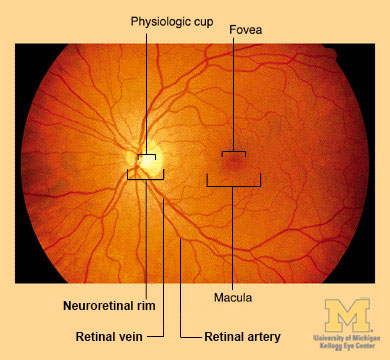 Physiologic cup
Fovea
Macula
Neuroretinal rim
Retinal vein
Retinal artery
M
University of Michigan
Kellogg Eye Center